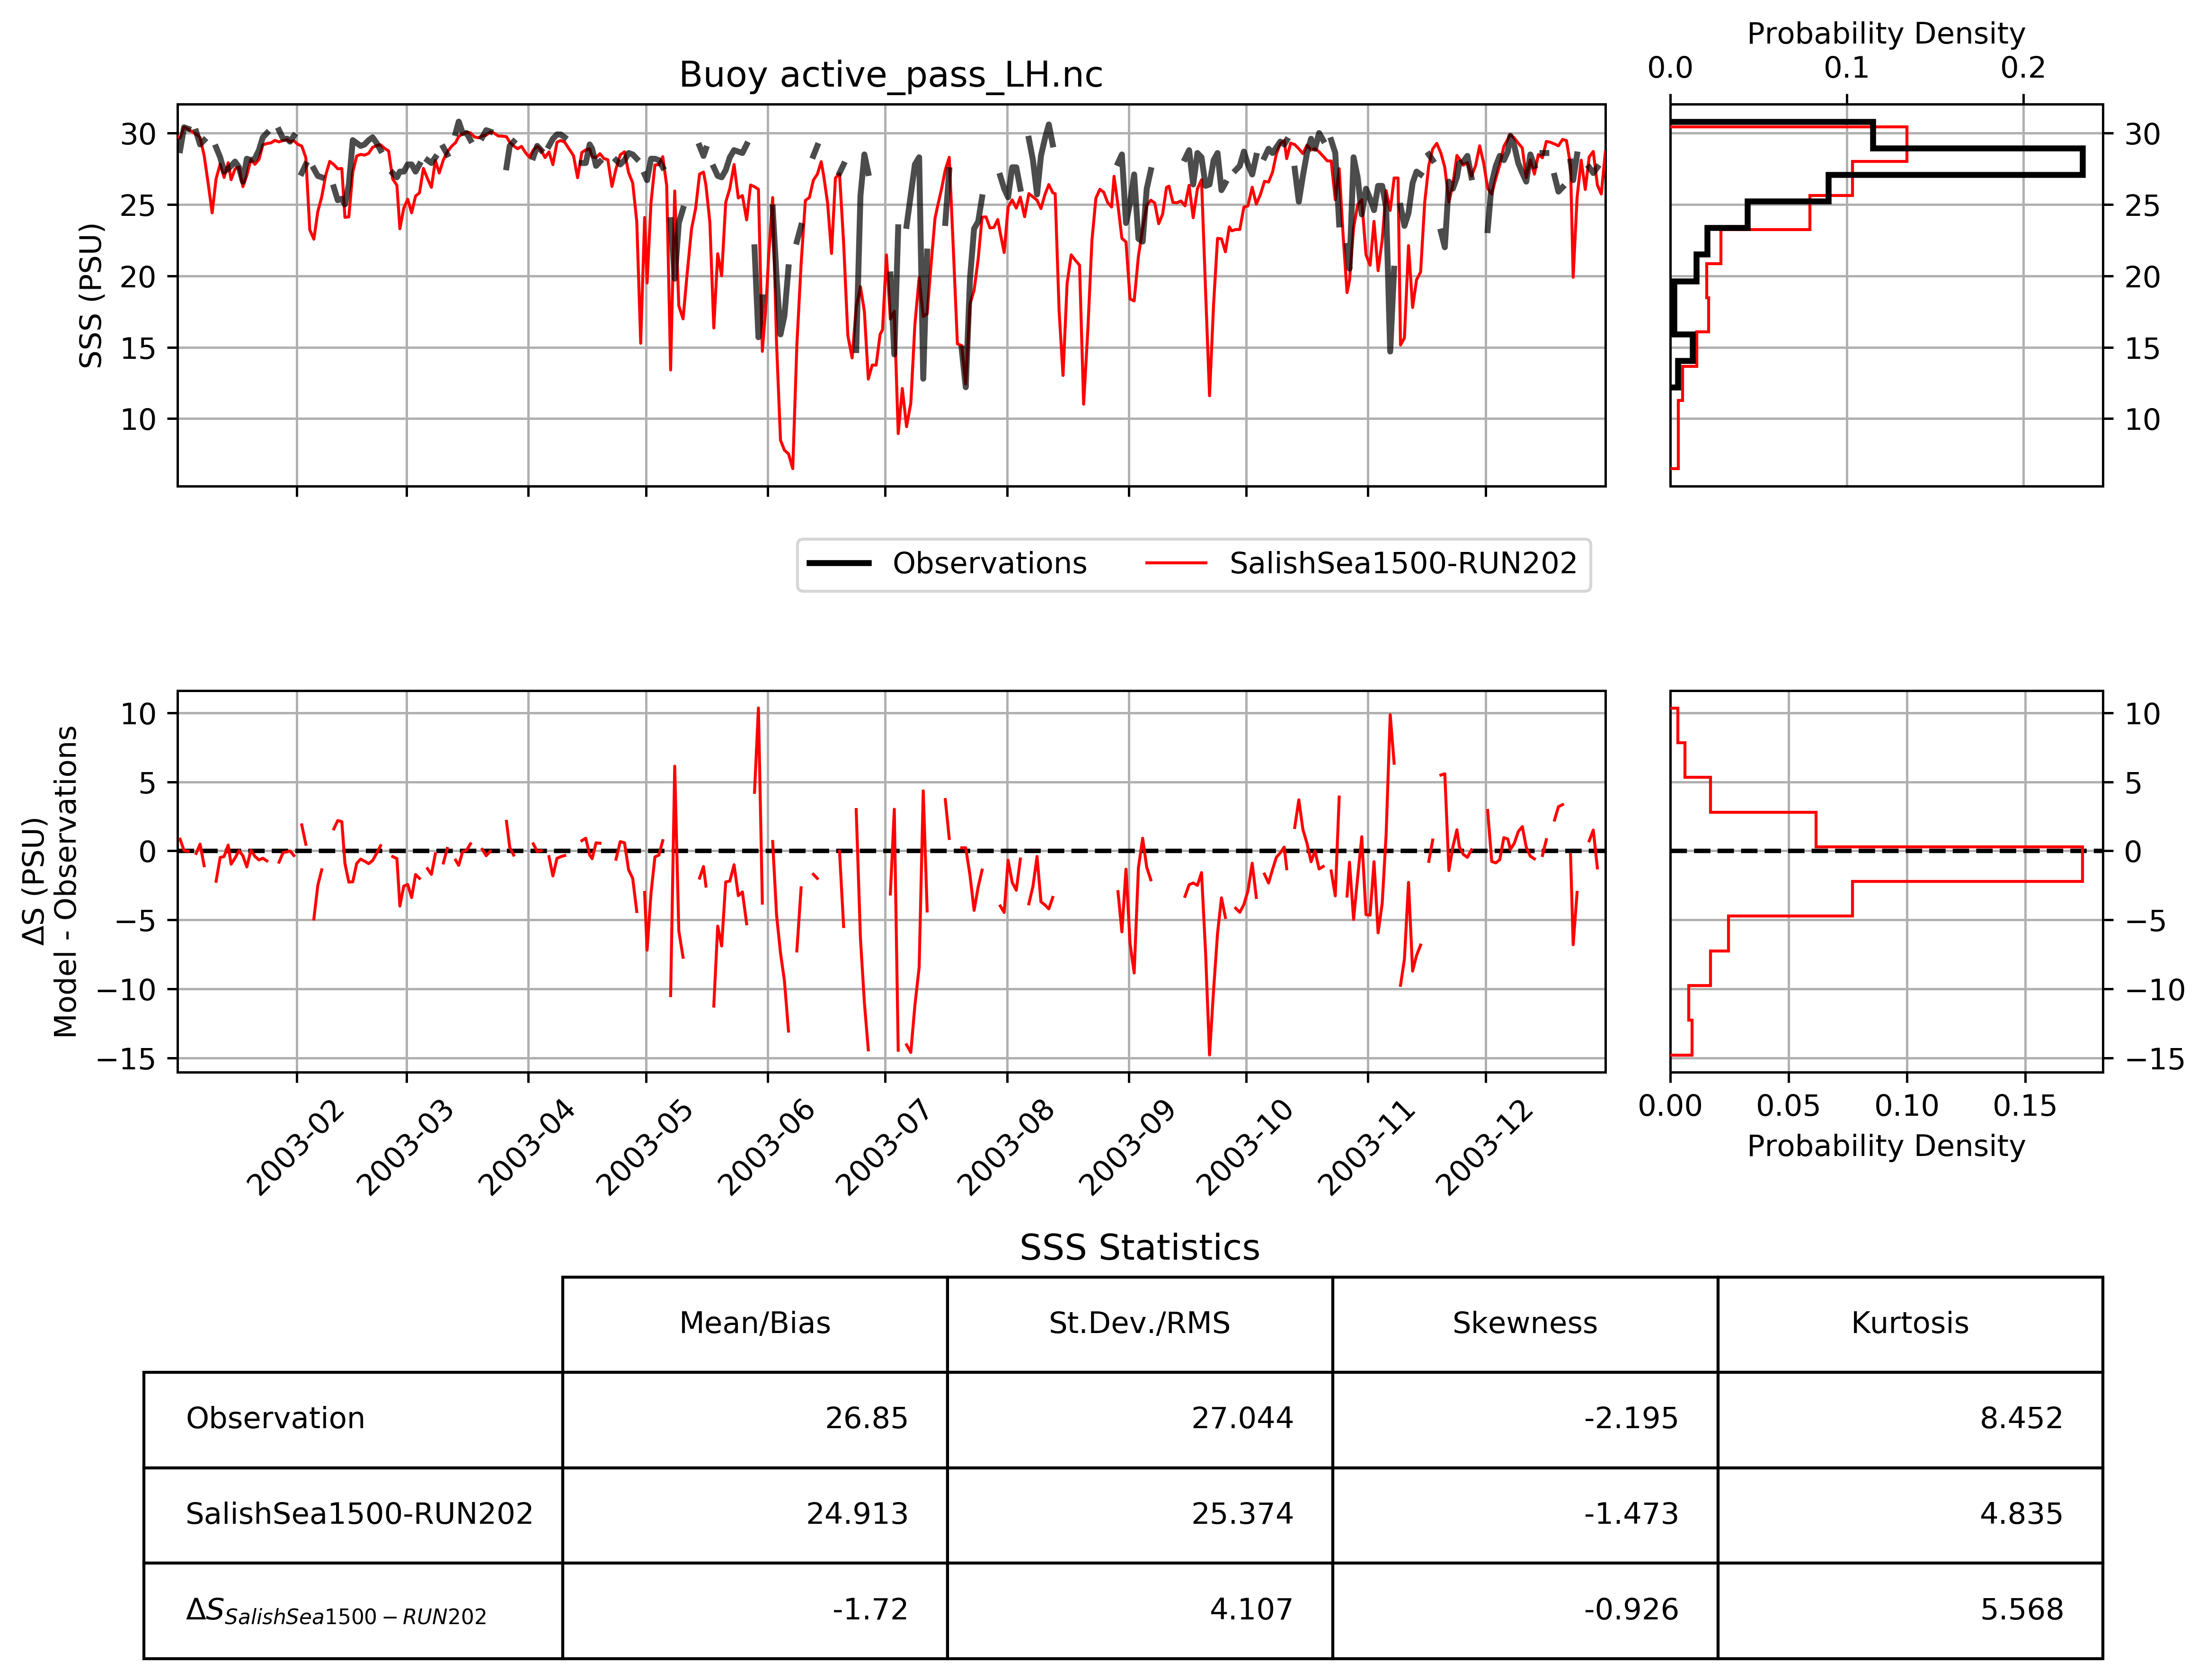 Probability Density
0.0 0.1 0.2
Buoy active_pass_LH.nc
30
25
20
15
10
SSS (PSU)
30
25
20
15
10
Observations SalishSea1500-RUN202
10
5
0
−5
−10
−15
ΔS (PSU)
Model - Observations
10
5
0
−5
−10
−15
2003-02 2003-03 2003-04 2003-05 2003-06 2003-07 2003-08 2003-09 2003-10 2003-11 2003-12
0.00 0.05 0.10 0.15
Probability Density
SSS Statistics
Mean/Bias St.Dev./RMS Skewness Kurtosis
Observation 26.85 27.044 -2.195 8.452
SalishSea1500-RUN202 24.913 25.374 -1.473 4.835
ΔS SalishSea1500−RUN202 -1.72 4.107 -0.926 5.568